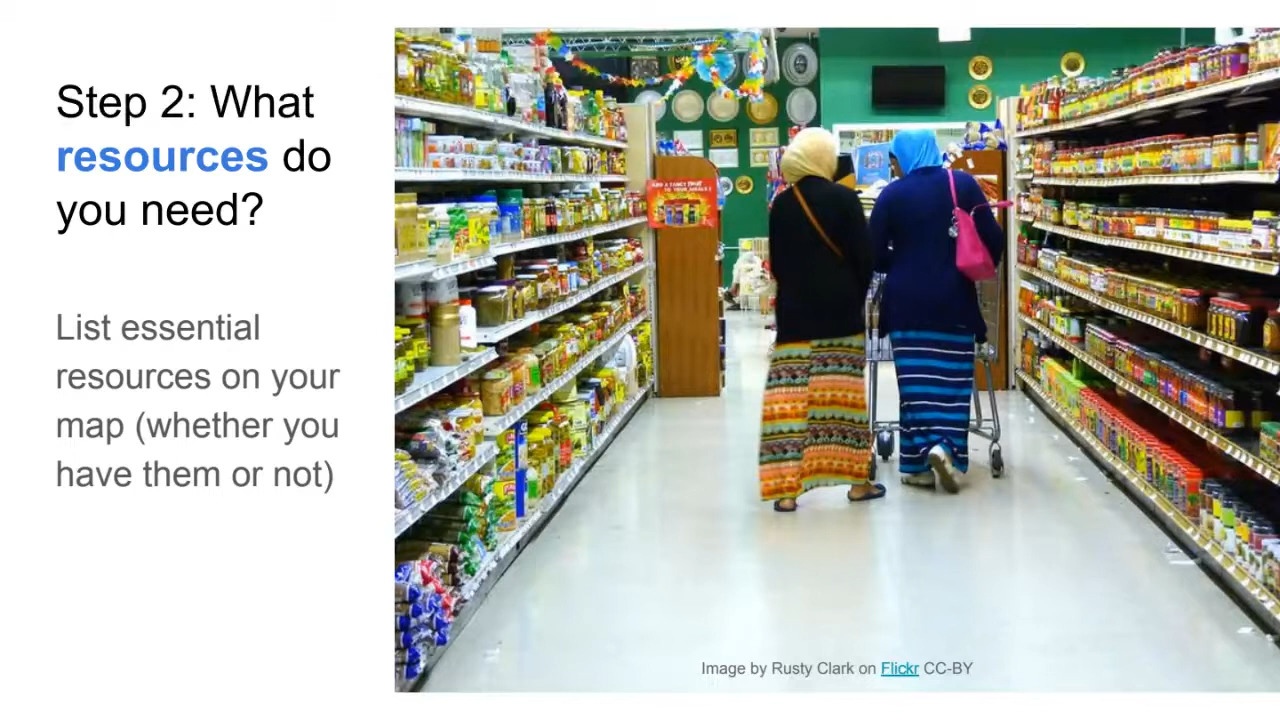 Step 2: What
resources do
you need?
List essential
resources on your
map (whether you
have them or not)
Image by Rusty Clark on Flickr CC-BY